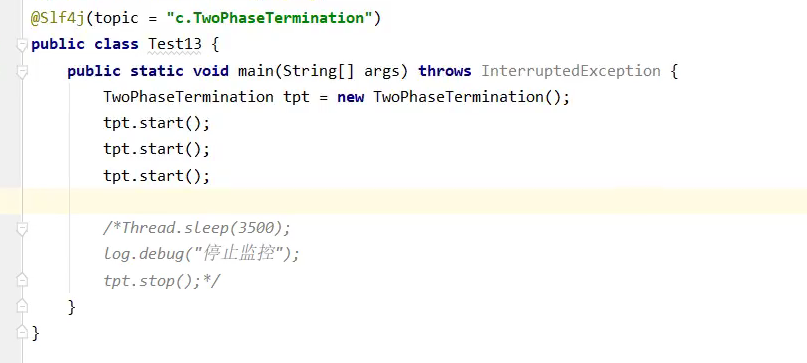 @Slf4j(topic = "c.TwoPhaseTermination")
public class Test13 {
    public static void main(String[] args) throws InterruptedException {
        TwoPhaseTermination tpt = new TwoPhaseTermination();
        tpt.start();
        tpt.start();
        tpt.start();

        /*Thread.sleep(3500);
        log.debug("停止监控");
        tpt.stop();*/
    }
}